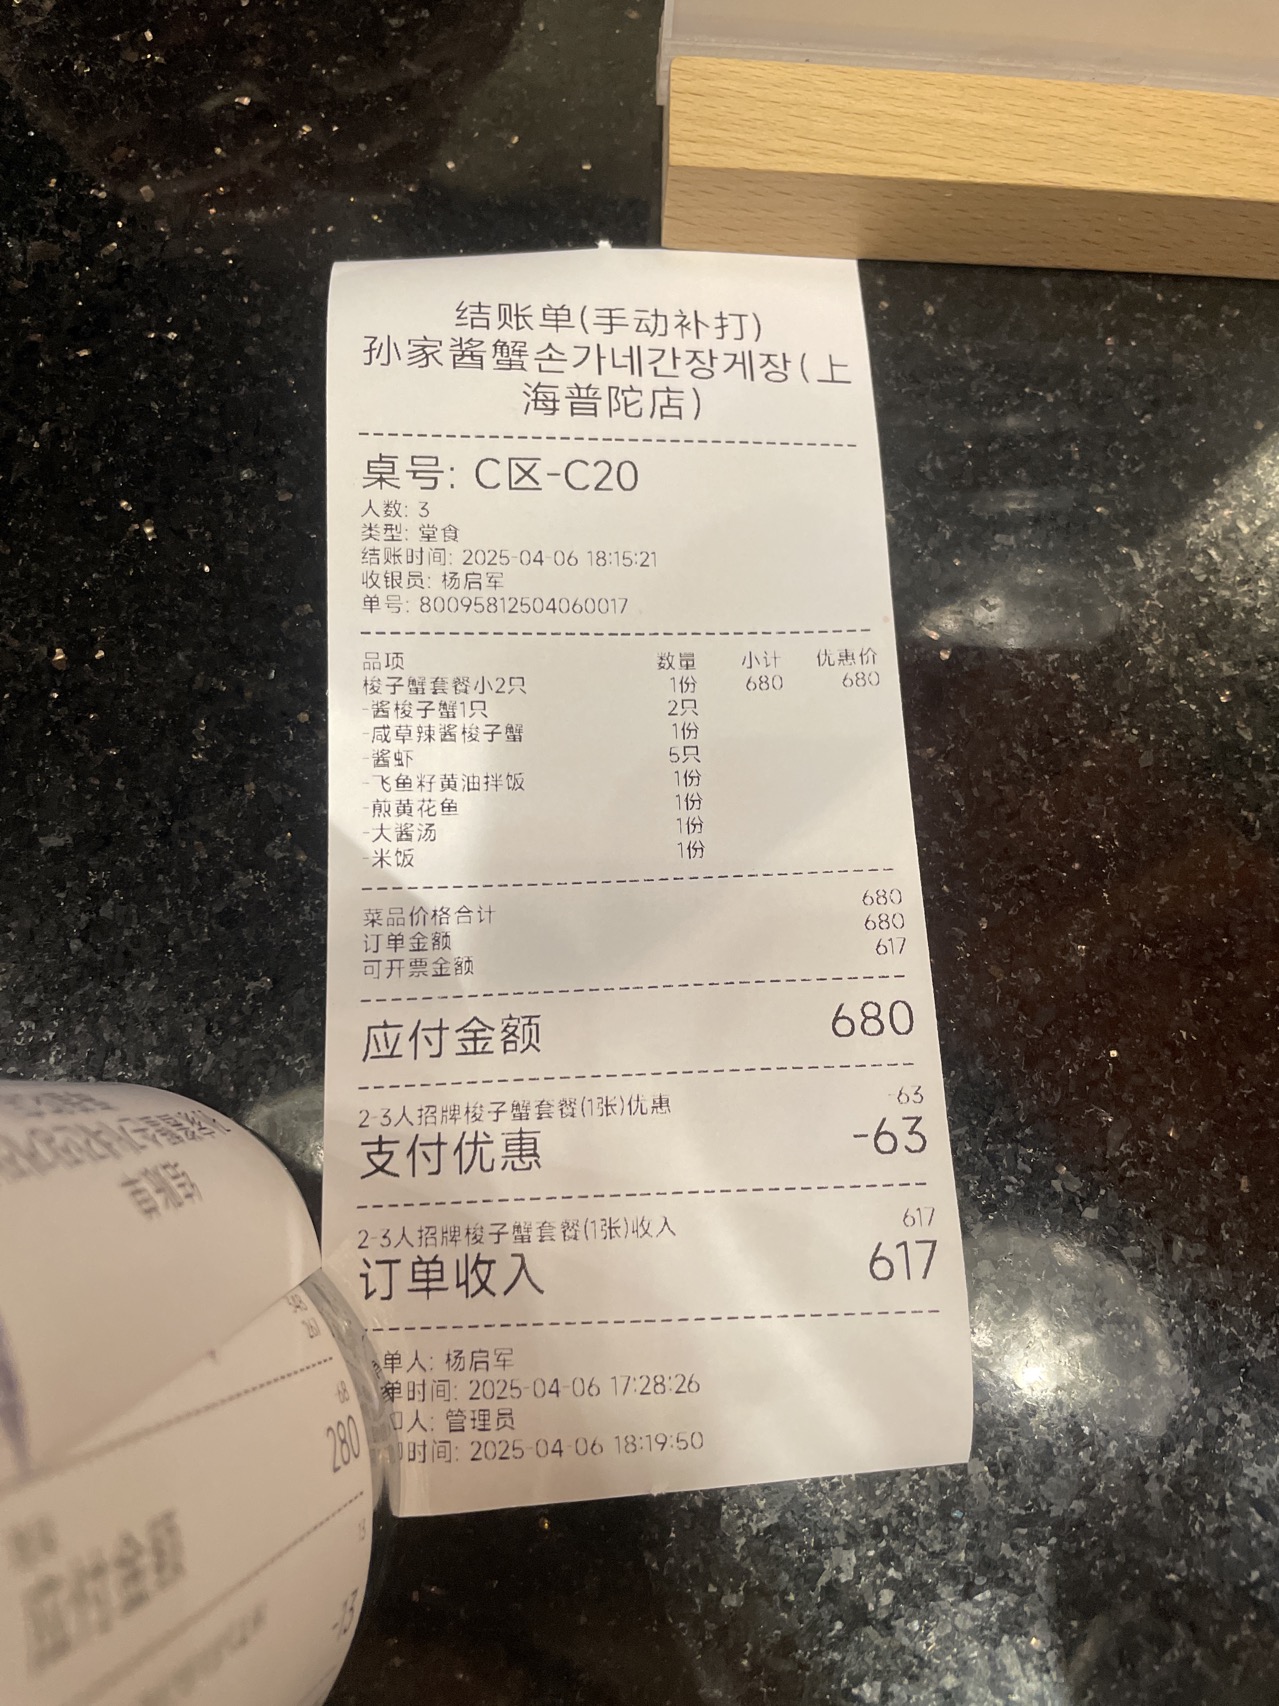 结账单(手动补打)
孙家酱蟹손가네간장게장(上
海普陀店)
桌号: C区-C20
人数: 3
类型: 堂食
结账时间: 2025-04-06 18:15:21
收银员: 杨启军
单号: 80095812504060017
品项 数量 小计 优惠价
梭子蟹套餐小2只 1份 680 680
-酱梭子蟹1只 2只
-咸草辣酱梭子蟹 1份
-酱虾 5只
-飞鱼籽黄油拌饭 1份
-煎黄花鱼 1份
-大酱汤 1份
-米饭 1份
菜品价格合计 680
订单金额 680
可开票金额 617
应付金额 680
2-3人招牌梭子蟹套餐(1张)优惠 -63
支付优惠 -63
2-3人招牌梭子蟹套餐(1张)收入 617
订单收入 617
单人: 杨启军
单时间: 2025-04-06 17:28:26
人: 管理员
时间: 2025-04-06 18:19:50
结账单
280
应付金额
-13